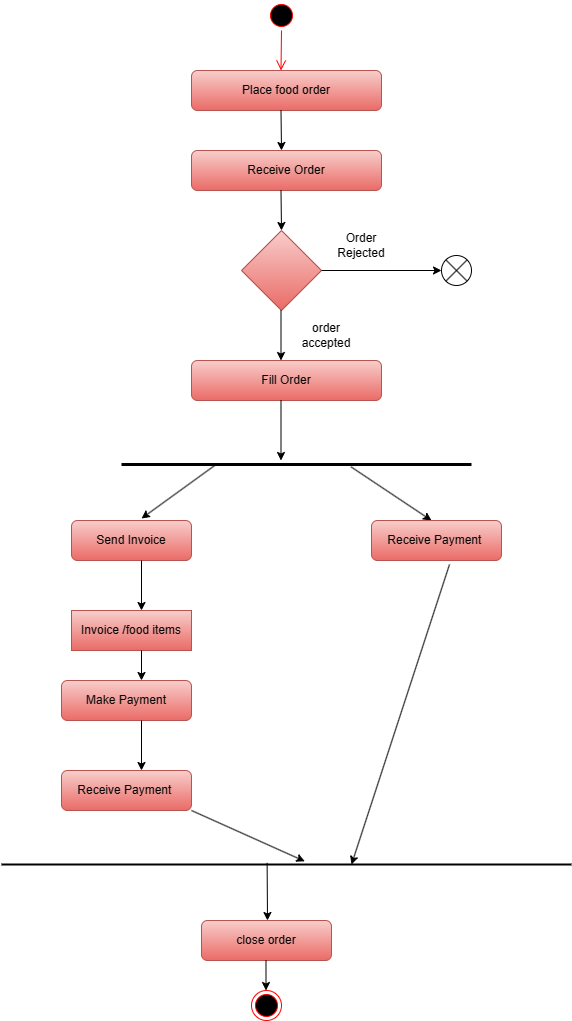 Place food order
Receive Order
Order
Rejected
order
accepted
Fill Order
Send Invoice
Receive Payment
Invoice /food items
Make Payment
Receive Payment
close order